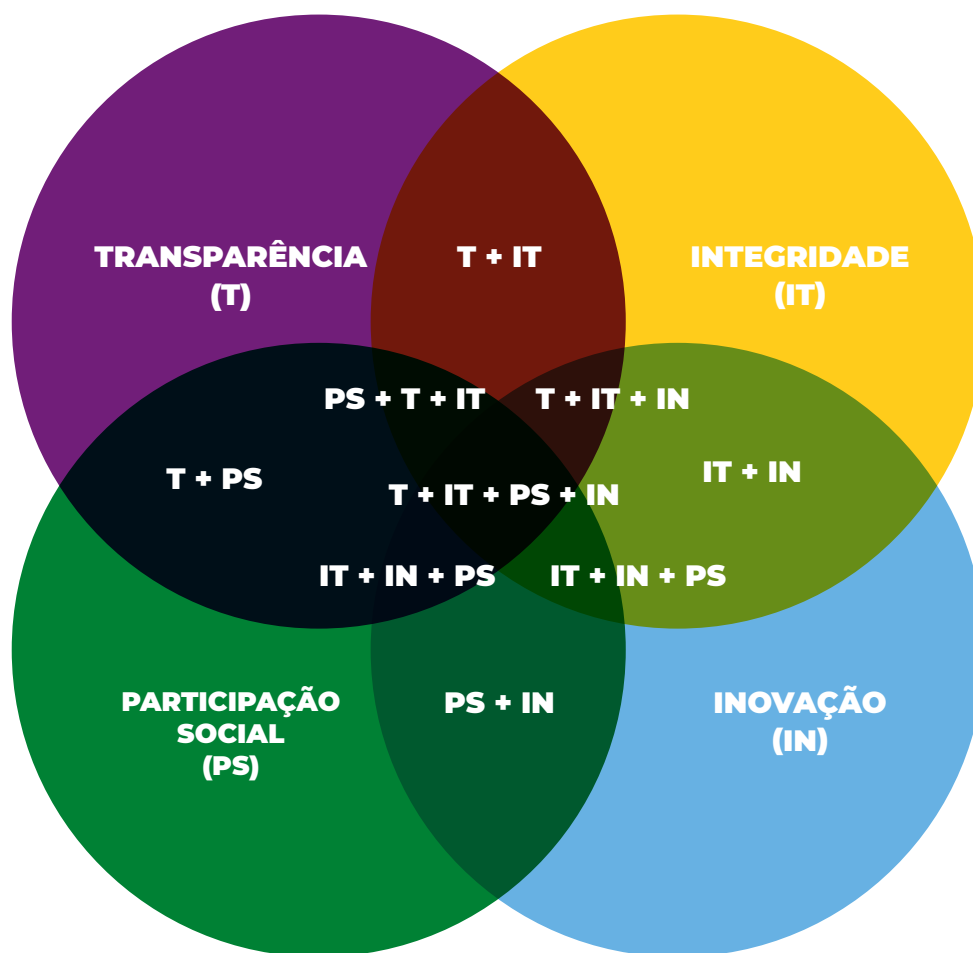 TRANSPARÊNCIA
(T)
T + IT
INTEGRIDADE
(IT)
PS + T + IT
T + IT + IN
T + PS
IT + IN
T + IT + PS + IN
IT + IN + PS
IT + IN + PS
PARTICIPAÇÃO
SOCIAL
(PS)
PS + IN
INOVAÇÃO
(IN)